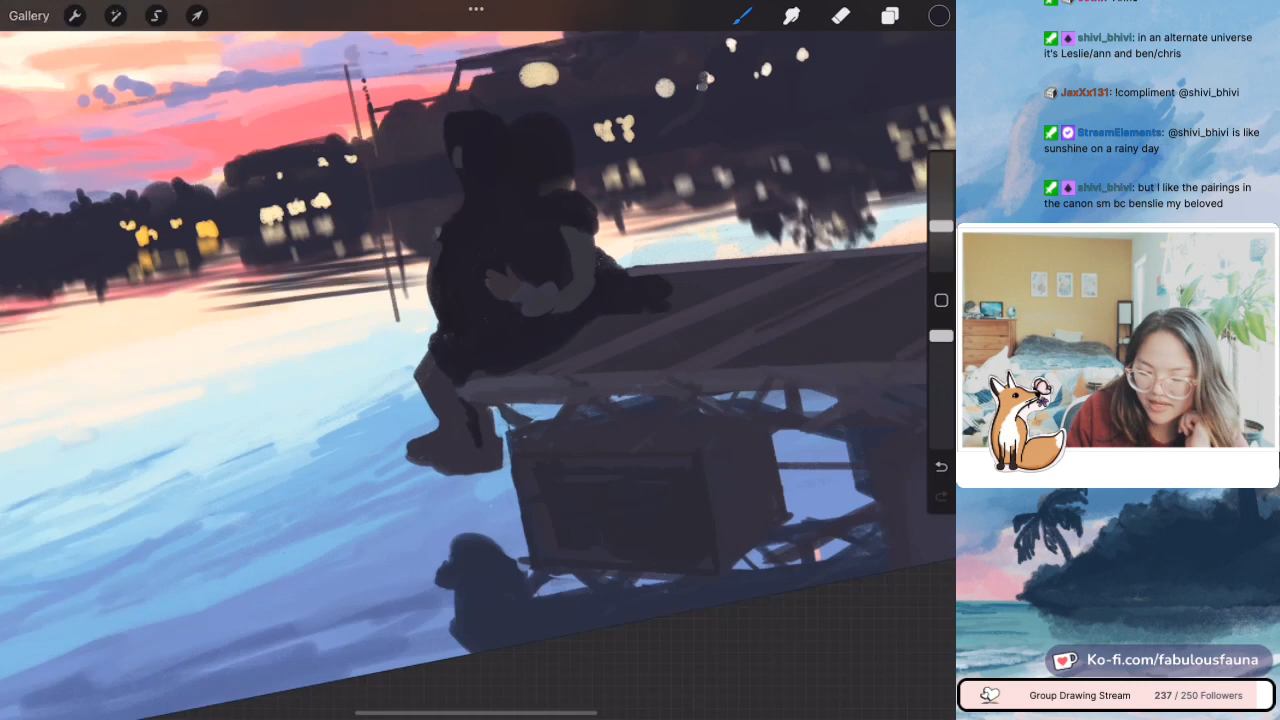 Gallery
shivi_bhivi: in an alternate universe
it's Leslie/ann and ben/chris
JaxXx131: !compliment @shivi_bhivi
StreamElements: @shivi_bhivi is like
sunshine on a rainy day
shivi_bhivi: but I like the pairings in
the canon sm bc benslie my beloved
Ko-fi.com/fabulousfauna
Group Drawing Stream 237 / 250 Followers